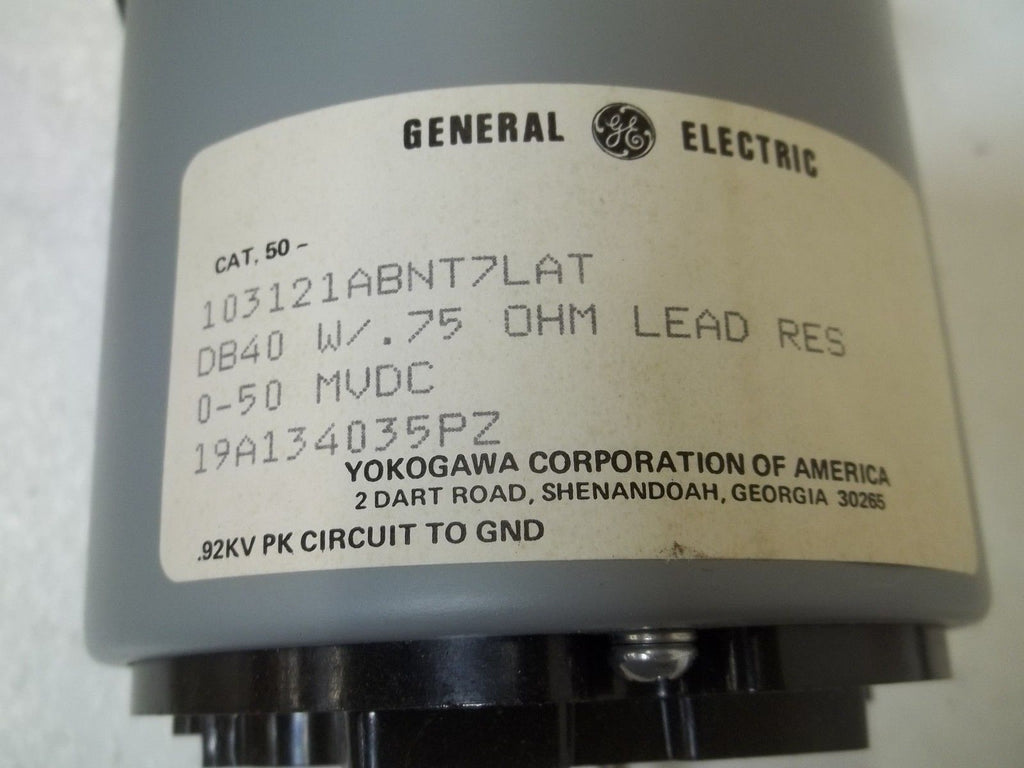 GENERAL GE ELECTRIC
CAT. 50-
103121ABNT7LAT
DB40 W/.75 OHM LEAD RES
0-50 MVDC
19A134035PZ
YOKOGAWA CORPORATION OF AMERICA
2 DART ROAD, SHENANDOAH, GEORGIA 30265
.92KV PK CIRCUIT TO GND